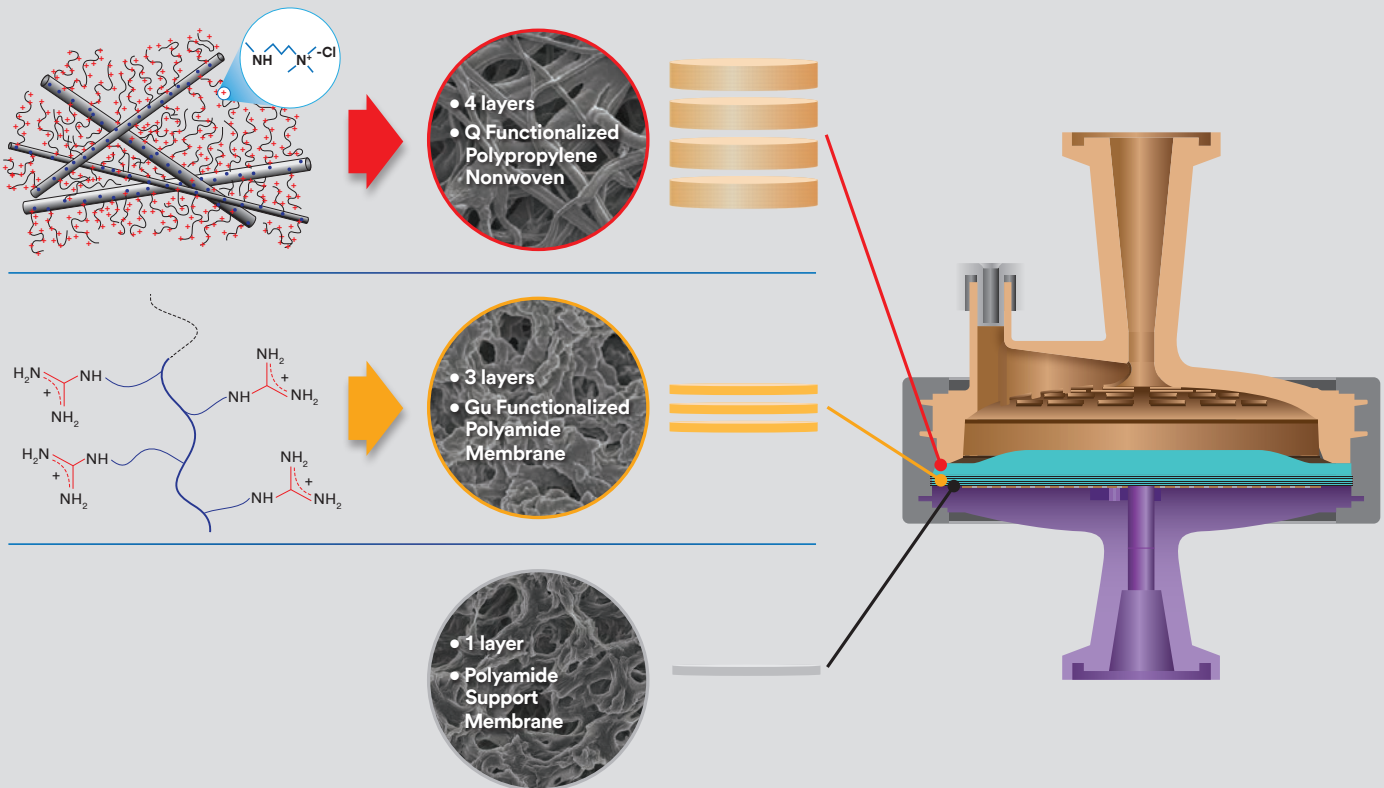 NH
N⁺
-Cl
• 4 layers
• Q Functionalized
Polypropylene
Nonwoven
H₂N
NH
+
NH₂
NH₂
+
NH
NH₂
H₂N
NH
+
NH₂
NH₂
+
NH
NH₂
• 3 layers
• Gu Functionalized
Polyamide
Membrane
• 1 layer
• Polyamide
Support
Membrane